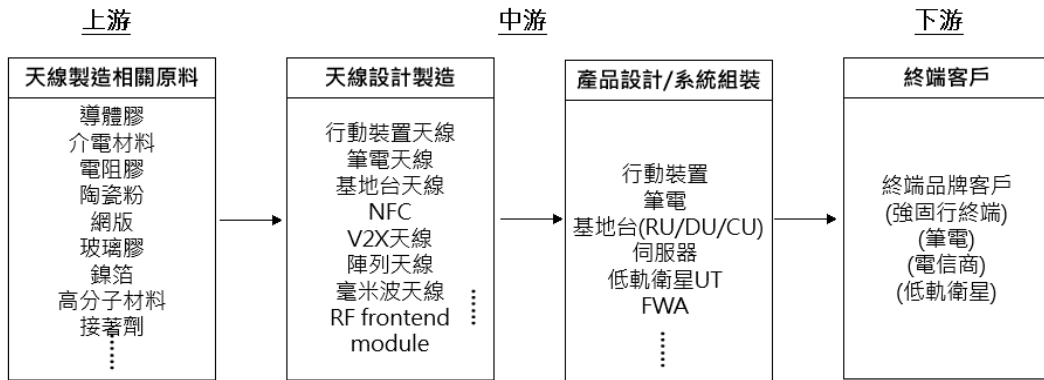 上游
中游
下游
天線製造相關原料
導體膠
介電材料
電阻膠
陶瓷粉
網版
玻璃膠
鎳箔
高分子材料
接著劑
……
天線設計製造
行動裝置天線
筆電天線
基地台天線
NFC
V2X天線
陣列天線
毫米波天線
RF frontend
module
……
產品設計/系統組裝
行動裝置
筆電
基地台(RU/DU/CU)
伺服器
低軌衛星UT
FWA
……
終端客戶
終端品牌客戶
(強固行終端)
(筆電)
(電信商)
(低軌衛星)